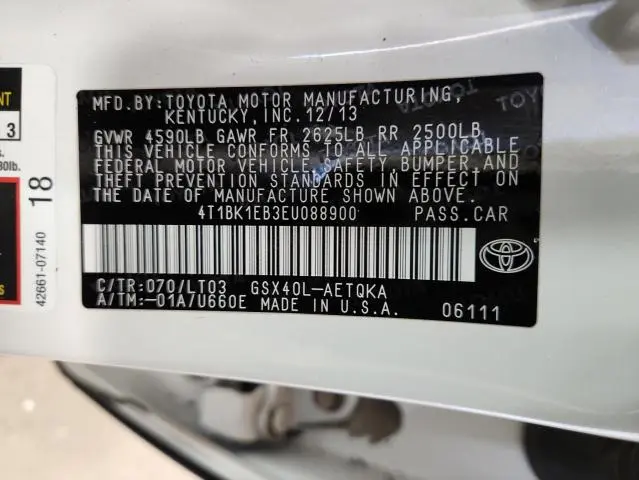 MFD.BY:TOYOTA MOTOR MANUFACTURING,
KENTUCKY, INC.12/13
GVWR 4590LB GAWR FR 2625LB RR 2500LB
THIS VEHICLE CONFORMS TO ALL APPLICABLE
FEDERAL MOTOR VEHICLE SAFETY, BUMPER, AND
THEFT PREVENTION STANDARDS IN EFFECT ON
THE DATE OF MANUFACTURE SHOWN ABOVE.
4T1BK1EB3EU088900 PASS.CAR
C/TR:070/LT03 GSX40L-AETQKA
A/TM:-01A/U660E MADE IN U.S.A.
06111
TOYOTA
NT
3
s.
30lb.
18
42661-07140